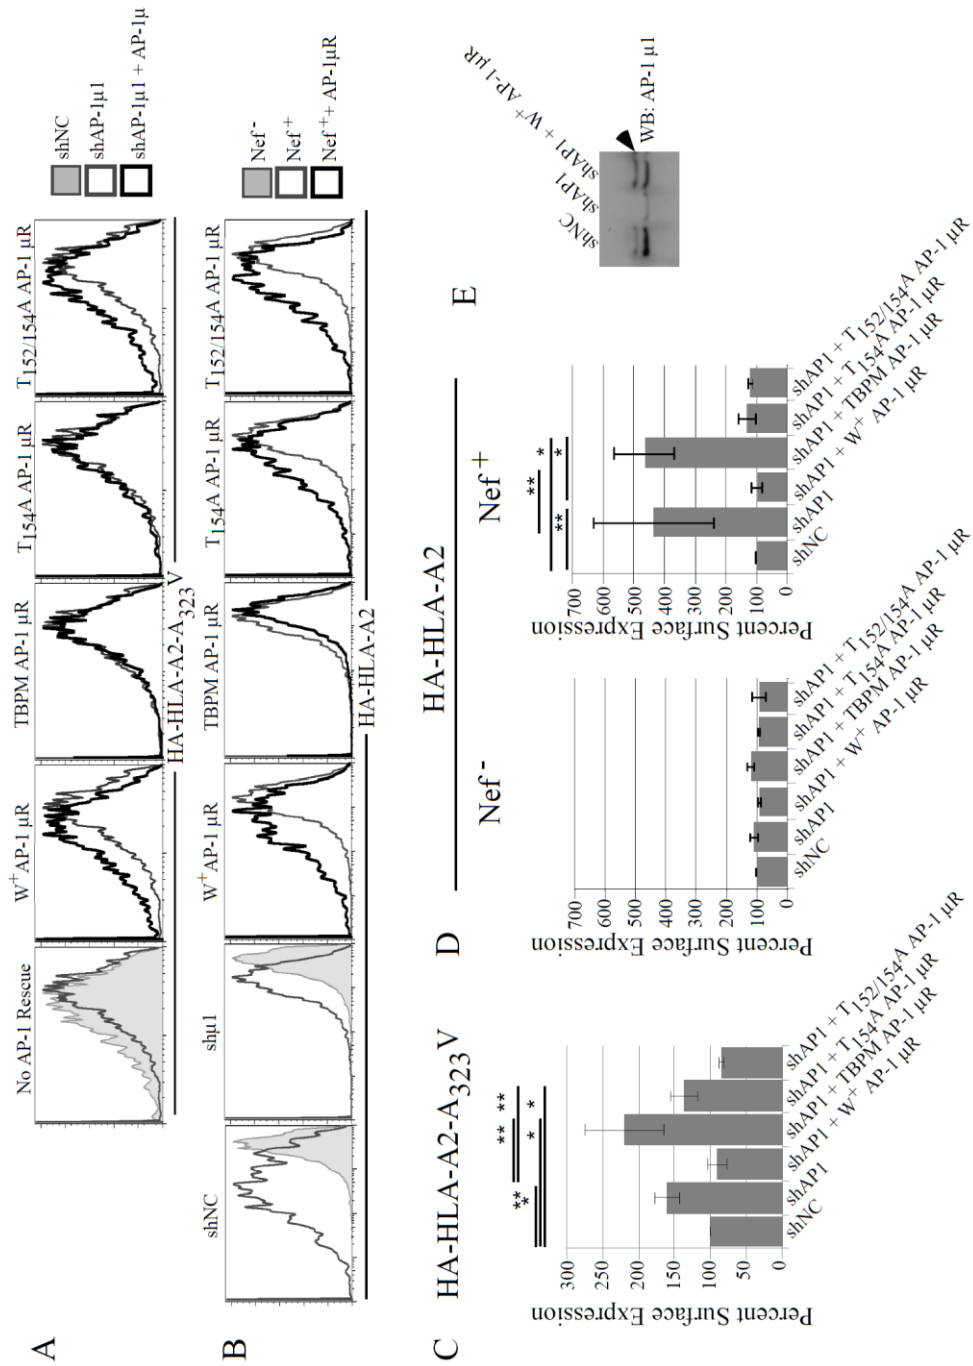 A
No AP-1 Rescue
W+ AP-1 μR
TBPM AP-1 μR
T154A AP-1 μR
T152/154A AP-1 μR
shNC
shAP-1μ1
shAP-1μ1 + AP-1μ
HA-HLA-A2-A323V
B
shNC
shμ1
W+ AP-1 μR
TBPM AP-1 μR
T154A AP-1 μR
T152/154A AP-1 μR
Nef-
Nef+
Nef++ AP-1μR
HA-HLA-A2
C
HA-HLA-A2-A323V
Percent Surface Expression
300
250
200
150
100
50
0
** 
*
** **
* *
shNC
shAP1
shAP1 + W+ AP-1 μR
shAP1 + TBPM AP-1 μR
shAP1 + T154A AP-1 μR
shAP1 + T152/154A AP-1 μR
HA-HLA-A2
D
Nef-
Percent Surface Expression
700
600
500
400
300
200
100
0
shNC
shAP1
shAP1 + W+ AP-1 μR
shAP1 + TBPM AP-1 μR
shAP1 + T154A AP-1 μR
shAP1 + T152/154A AP-1 μR
Nef+
Percent Surface Expression
700
600
500
400
300
200
100
0
**
*
** *
shNC
shAP1
shAP1 + W+ AP-1 μR
shAP1 + TBPM AP-1 μR
shAP1 + T154A AP-1 μR
shAP1 + T152/154A AP-1 μR
E
shNC
shAP1
shAP1 + W+ AP-1 μR
WB: AP-1 μ1